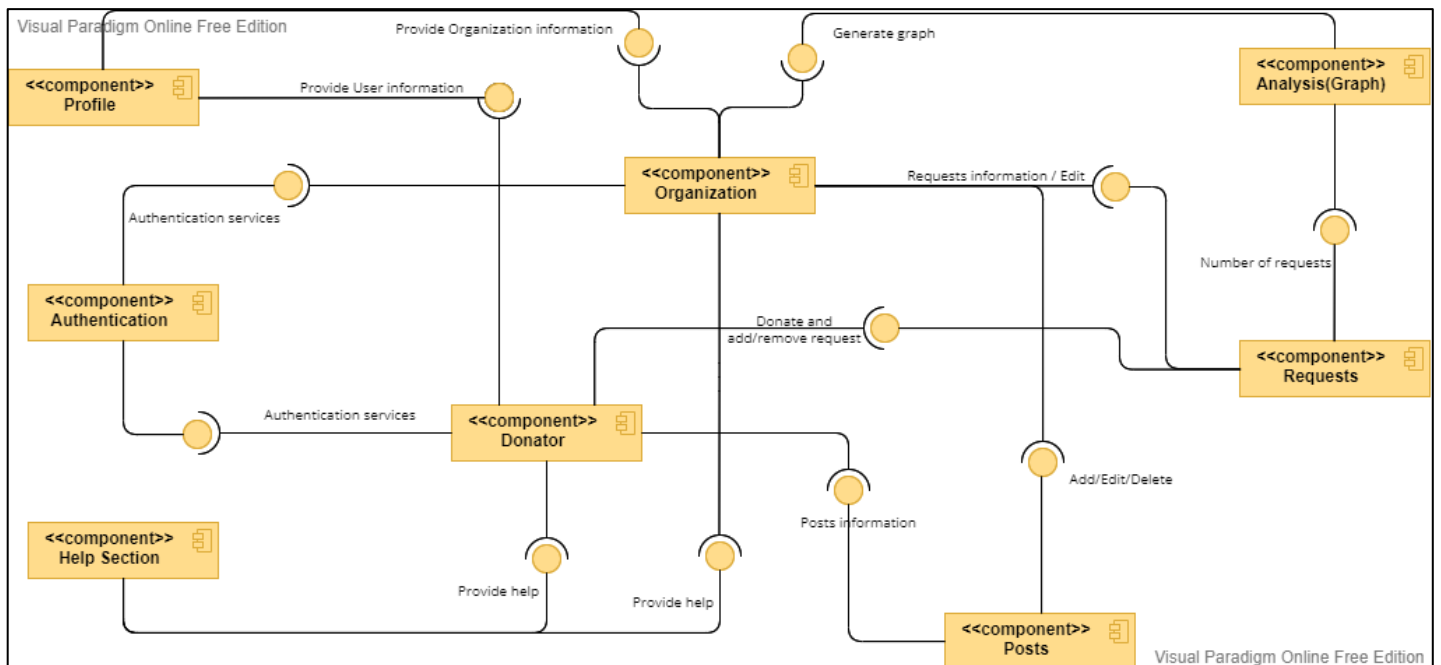 Visual Paradigm Online Free Edition
Provide Organization information
Generate graph
<<component>>
Profile
Provide User information
<<component>>
Analysis(Graph)
<<component>>
Organization
Requests information / Edit
Authentication services
Number of requests
<<component>>
Authentication
Donate and
add/remove request
<<component>>
Requests
Authentication services
<<component>>
Donator
Add/Edit/Delete
Posts information
<<component>>
Help Section
Provide help
Provide help
<<component>>
Posts
Visual Paradigm Online Free Edition